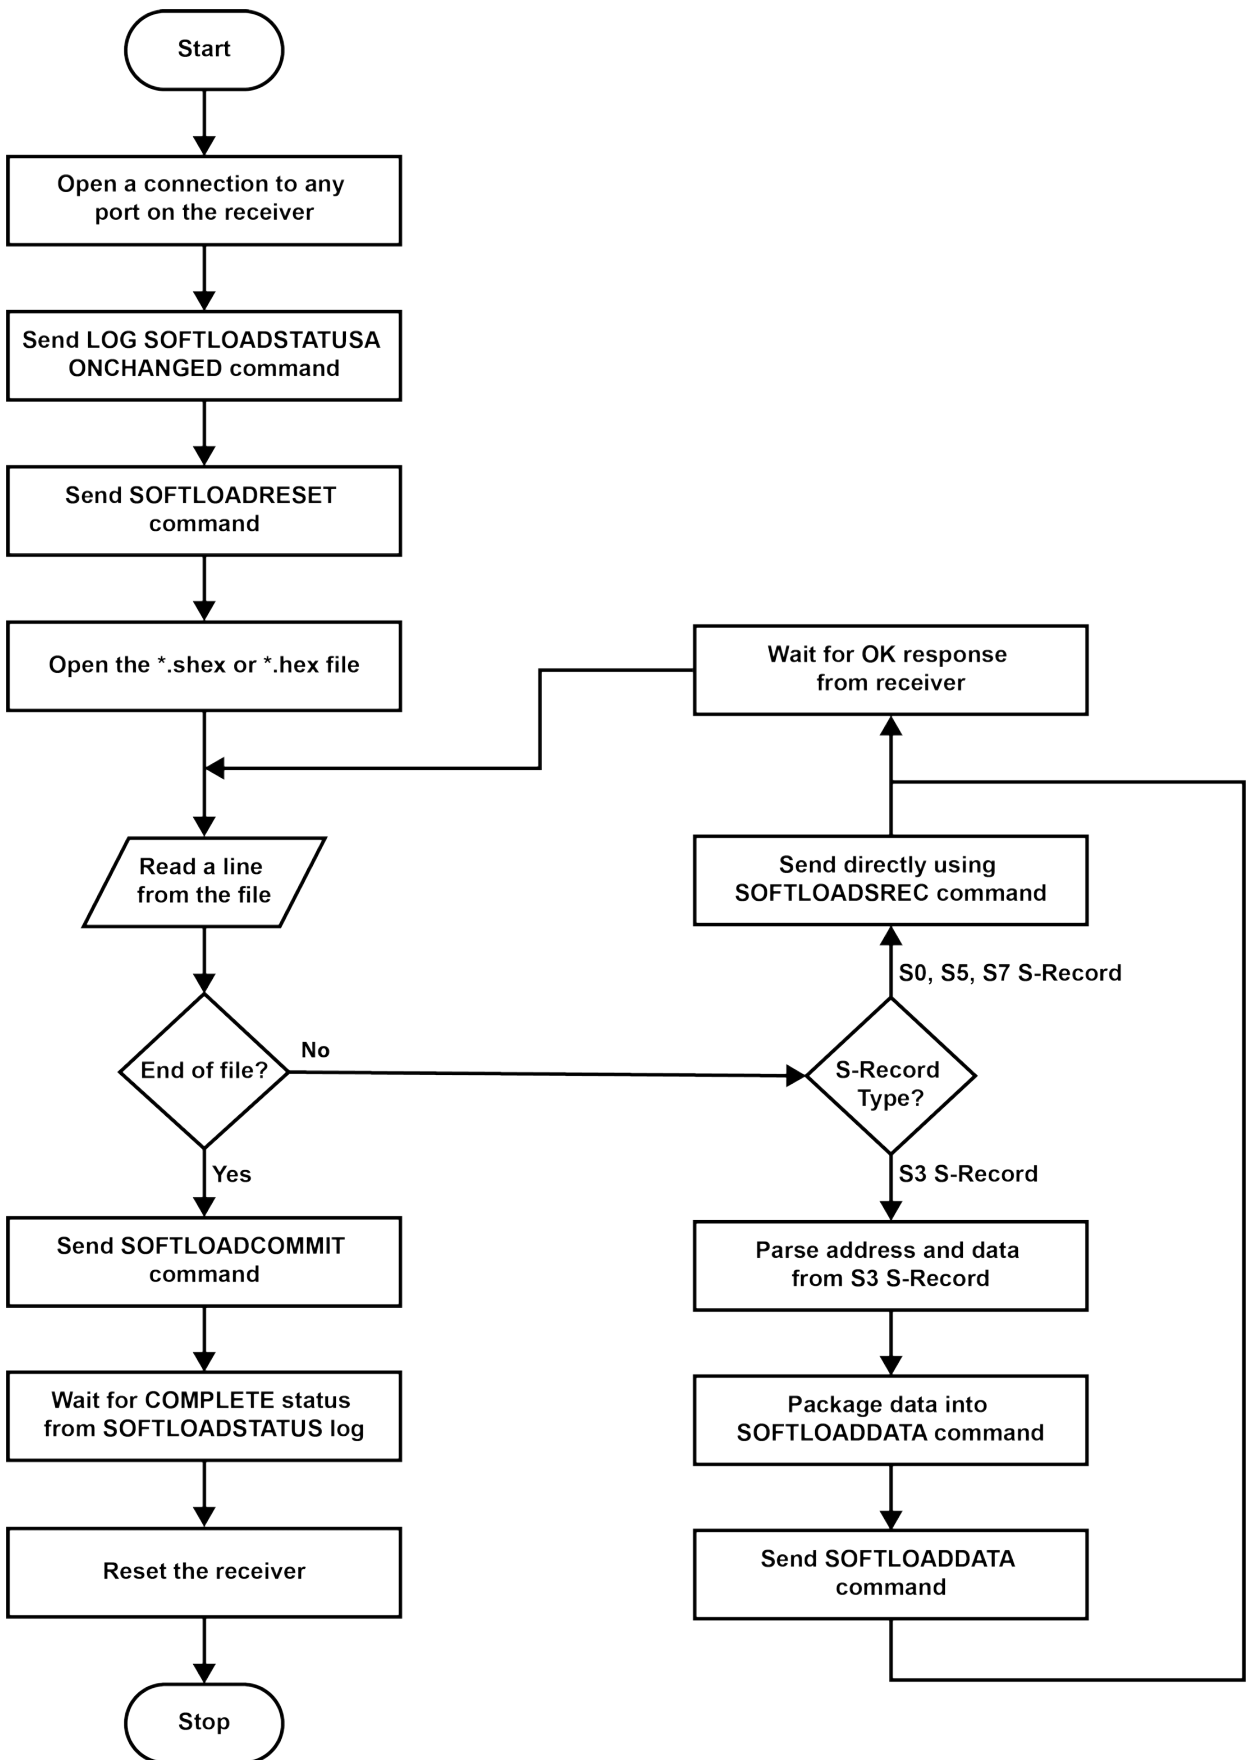 Start
Open a connection to any
port on the receiver
Send LOG SOFTLOADSTATUSA
ONCHANGED command
Send SOFTLOADRESET
command
Open the *.shex or *.hex file
Read a line
from the file
End of file?
No
Yes
Send SOFTLOADCOMMIT
command
Wait for COMPLETE status
from SOFTLOADSTATUS log
Reset the receiver
Stop
Wait for OK response
from receiver
Send directly using
SOFTLOADSREC command
S0, S5, S7 S-Record
S-Record
Type?
S3 S-Record
Parse address and data
from S3 S-Record
Package data into
SOFTLOADDATA command
Send SOFTLOADDATA
command